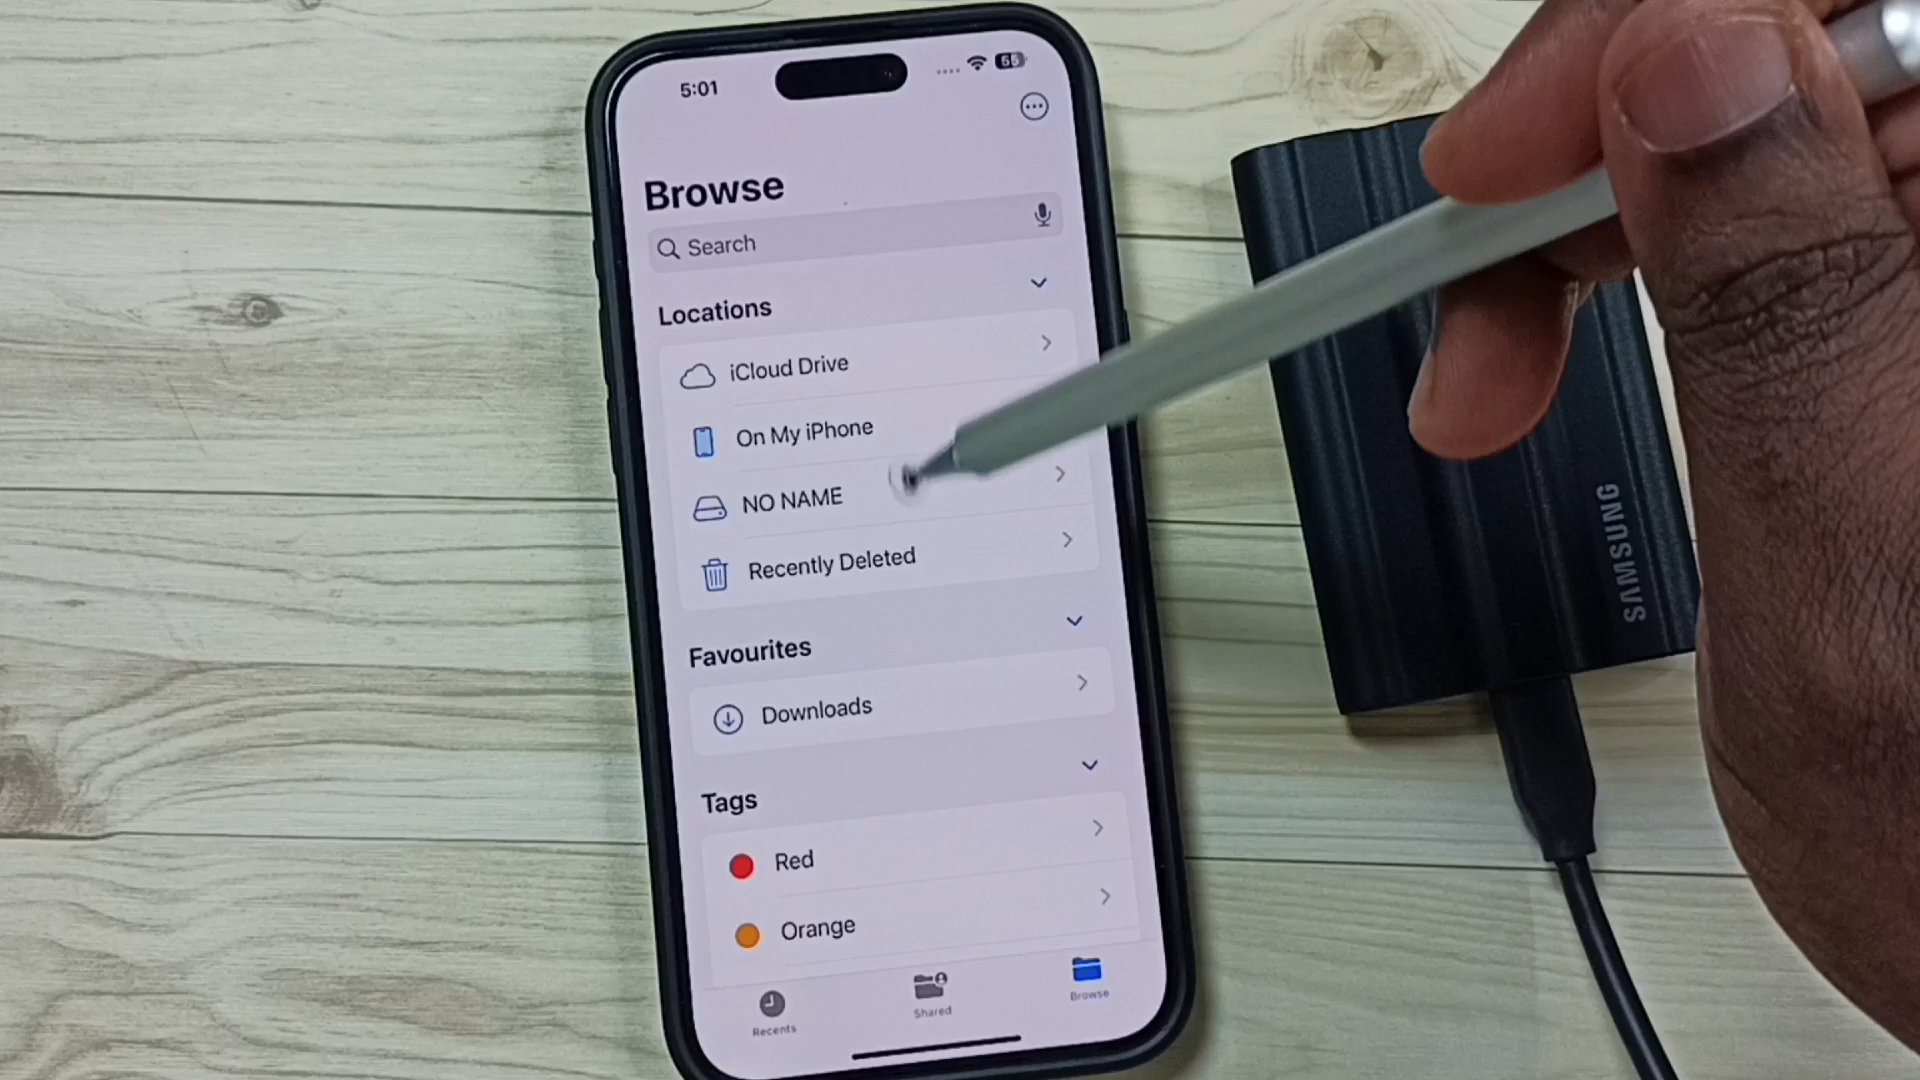 5:01
65
Browse
Search
Locations
iCloud Drive
On My iPhone
NO NAME
Recently Deleted
Favourites
Downloads
Tags
Red
Orange
Recents
Shared
Browse
SAMSUNG